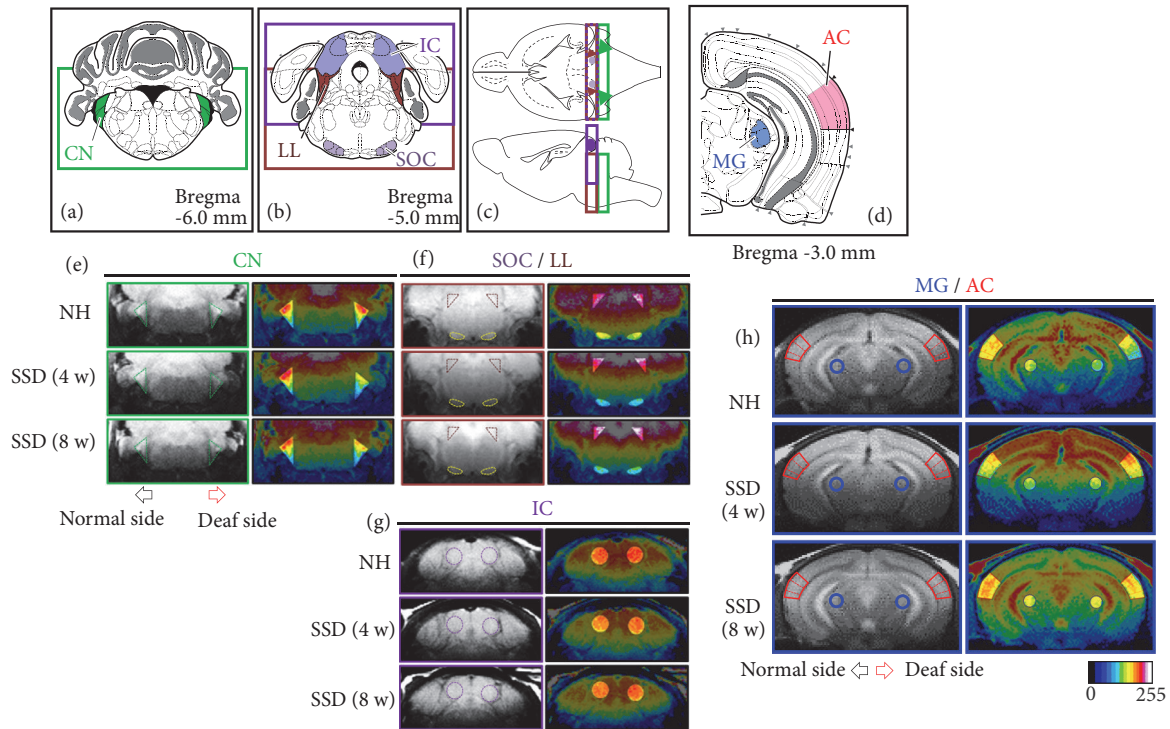 CN
Bregma
-6.0 mm
(a)
IC
LL
SOC
Bregma
-5.0 mm
(b)
(c)
AC
MG
(d)
Bregma -3.0 mm
(e)
CN
NH
SSD (4 w)
SSD (8 w)
Normal side
Deaf side
(f)
SOC / LL
(g)
IC
NH
SSD (4 w)
SSD (8 w)
MG / AC
(h)
NH
SSD
(4 w)
SSD
(8 w)
Normal side
Deaf side
0
255